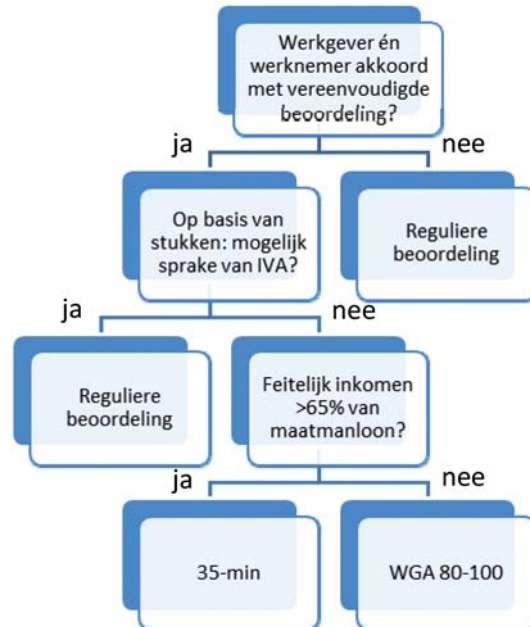 Werkgever én
werknemer akkoord
met vereenvoudigde
beoordeling?
ja
nee
Op basis van
stukken: mogelijk
sprake van IVA?
Reguliere
beoordeling
ja
nee
Reguliere
beoordeling
Feitelijk inkomen
>65% van
maatmanloon?
ja
nee
35-min
WGA 80-100